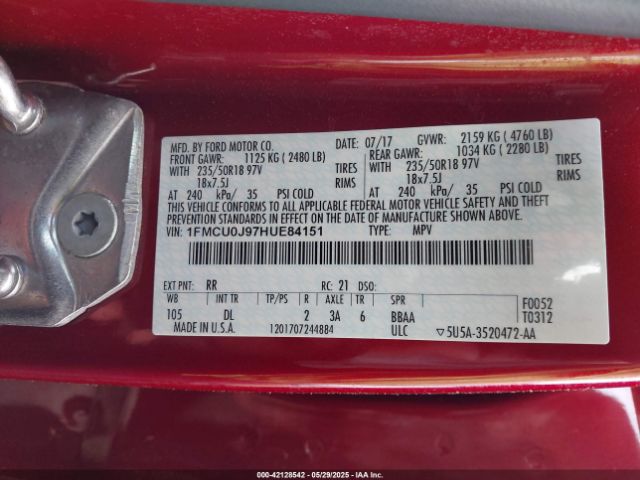 MFD. BY FORD MOTOR CO. DATE: 07/17 GVWR: 2159 KG ( 4760 LB)
FRONT GAWR: 1125 KG ( 2480 LB) REAR GAWR: 1034 KG ( 2280 LB)
WITH 235/50R18 97V TIRES WITH 235/50R18 97V TIRES
18x7.5J RIMS 18x7.5J RIMS
AT 240 kPa/ 35 PSI COLD AT 240 kPa/ 35 PSI COLD
THIS VEHICLE CONFORMS TO ALL APPLICABLE FEDERAL MOTOR VEHICLE SAFETY AND THEFT
PREVENTION STANDARDS IN EFFECT ON THE DATE OF MANUFACTURE SHOWN ABOVE.
VIN: 1FMCU0J97HUE84151 TYPE: MPV
EXT PNT: RR RC: 21 DSO:
WB INT TR TP/PS R AXLE TR SPR F0052
105 DL 2 3A 6 BBAA T0312
MADE IN U.S.A. 1201707244884 ULC ▽5U5A-3520472-AA
000-42128542 - 05/29/2025 - IAA, Inc.